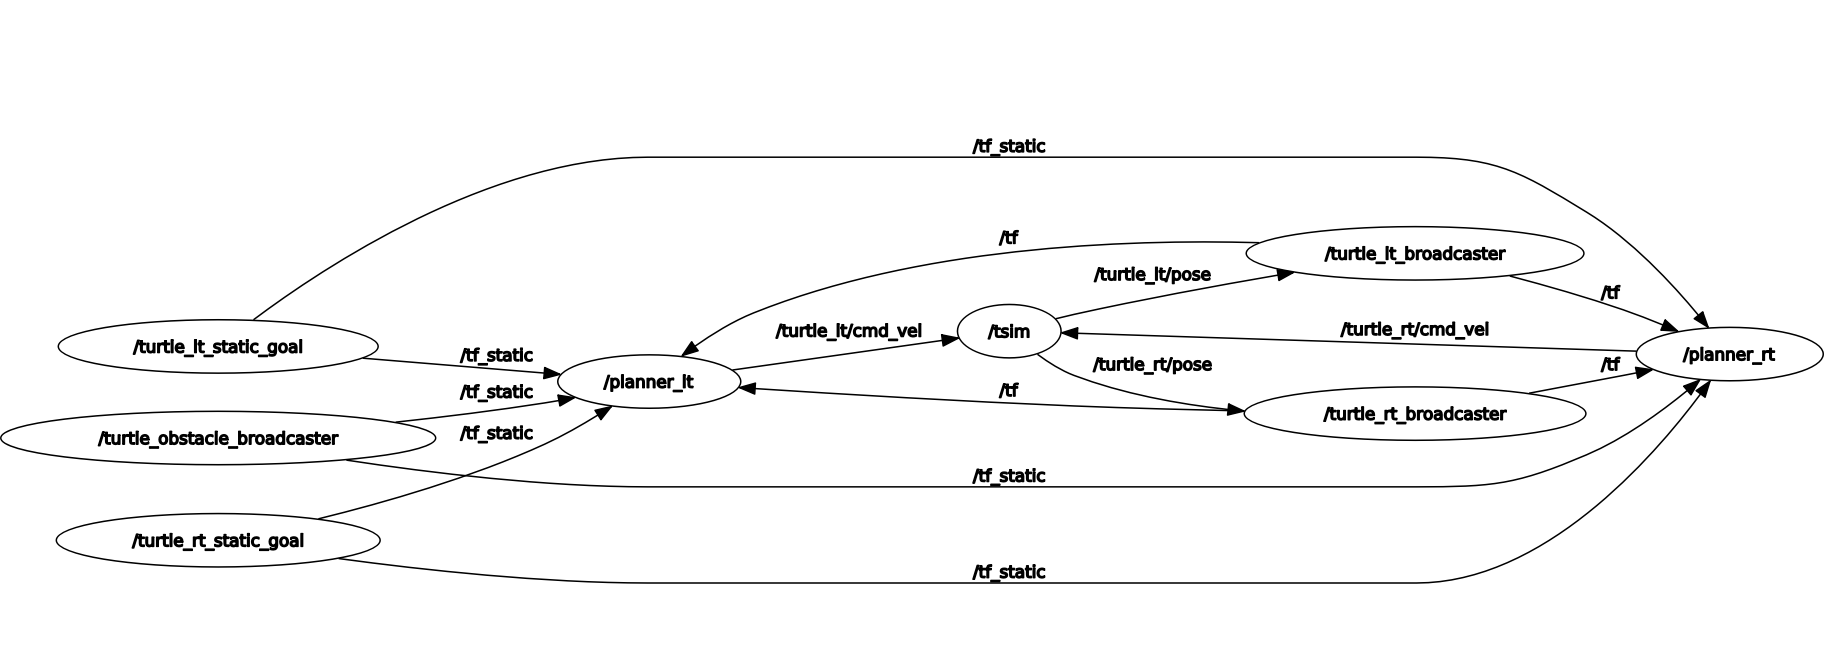 /tf_static
/tf
/turtle_lt_broadcaster
/turtle_lt/pose
/tf
/turtle_lt/cmd_vel
/tsim
/turtle_rt/cmd_vel
/turtle_lt_static_goal
/tf_static
/planner_rt
/turtle_rt/pose
/tf
/planner_lt
/tf_static
/tf
/turtle_rt_broadcaster
/turtle_obstacle_broadcaster
/tf_static
/tf_static
/turtle_rt_static_goal
/tf_static